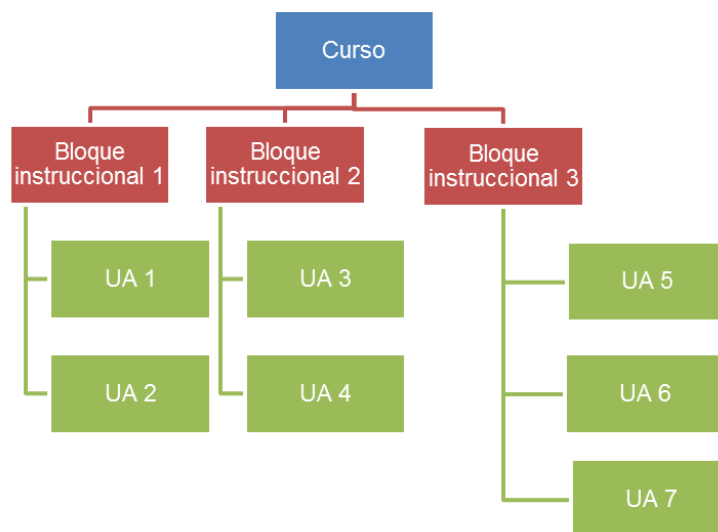 Curso
Bloque
instruccional 1
Bloque
instruccional 2
Bloque
instruccional 3
UA 1
UA 3
UA 5
UA 2
UA 4
UA 6
UA 7